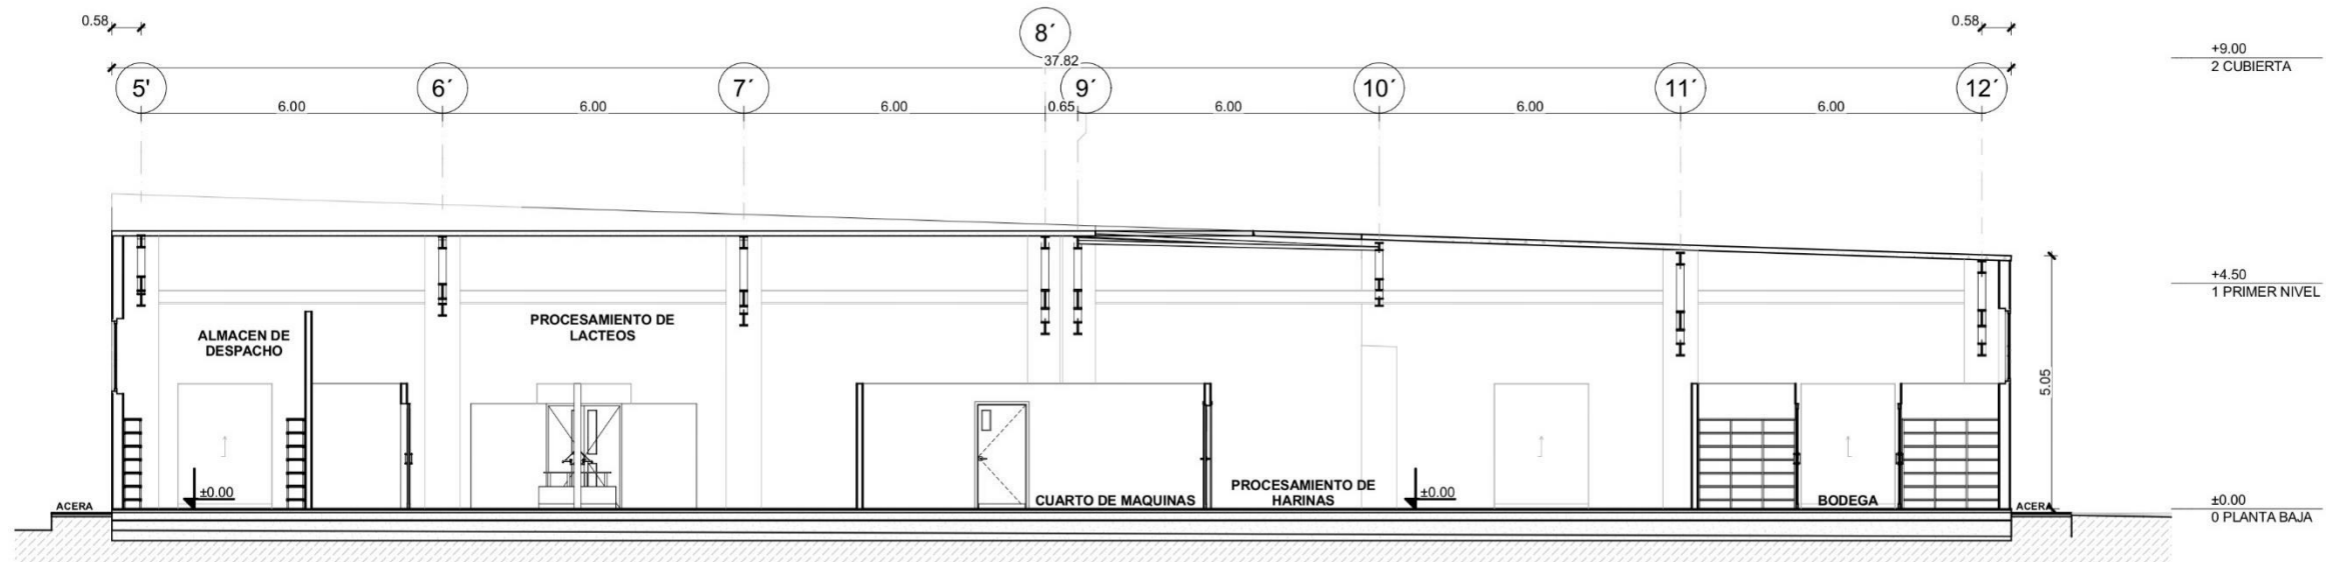 0.58
8´
0.58
37.82
+9.00
2 CUBIERTA
5'
6´
7´
9´
10´
11´
12´
6.00
6.00
6.00
0.65
6.00
6.00
6.00
+4.50
1 PRIMER NIVEL
ALMACEN DE
DESPACHO
PROCESAMIENTO DE
LACTEOS
5.05
±0.00
CUARTO DE MAQUINAS
PROCESAMIENTO DE
HARINAS
±0.00
BODEGA
ACERA
ACERA
±0.00
0 PLANTA BAJA